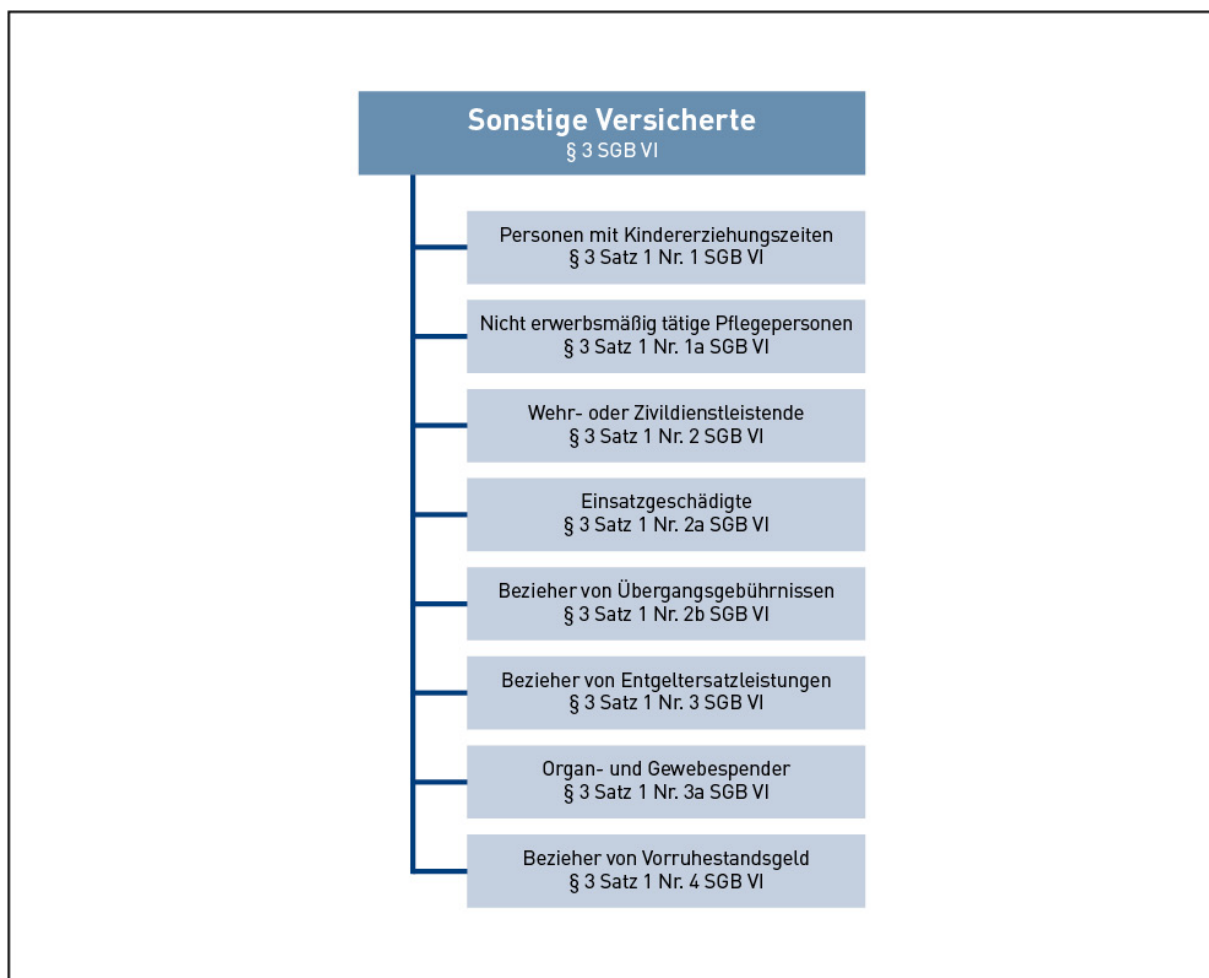 Sonstige Versicherte
§ 3 SGB VI
Personen mit Kindererziehungszeiten
§ 3 Satz 1 Nr. 1 SGB VI
Nicht erwerbsmäßig tätige Pflegepersonen
§ 3 Satz 1 Nr. 1a SGB VI
Wehr- oder Zivildienstleistende
§ 3 Satz 1 Nr. 2 SGB VI
Einsatzgeschädigte
§ 3 Satz 1 Nr. 2a SGB VI
Bezieher von Übergangsgebührnissen
§ 3 Satz 1 Nr. 2b SGB VI
Bezieher von Entgeltersatzleistungen
§ 3 Satz 1 Nr. 3 SGB VI
Organ- und Gewebespender
§ 3 Satz 1 Nr. 3a SGB VI
Bezieher von Vorruhestandsgeld
§ 3 Satz 1 Nr. 4 SGB VI